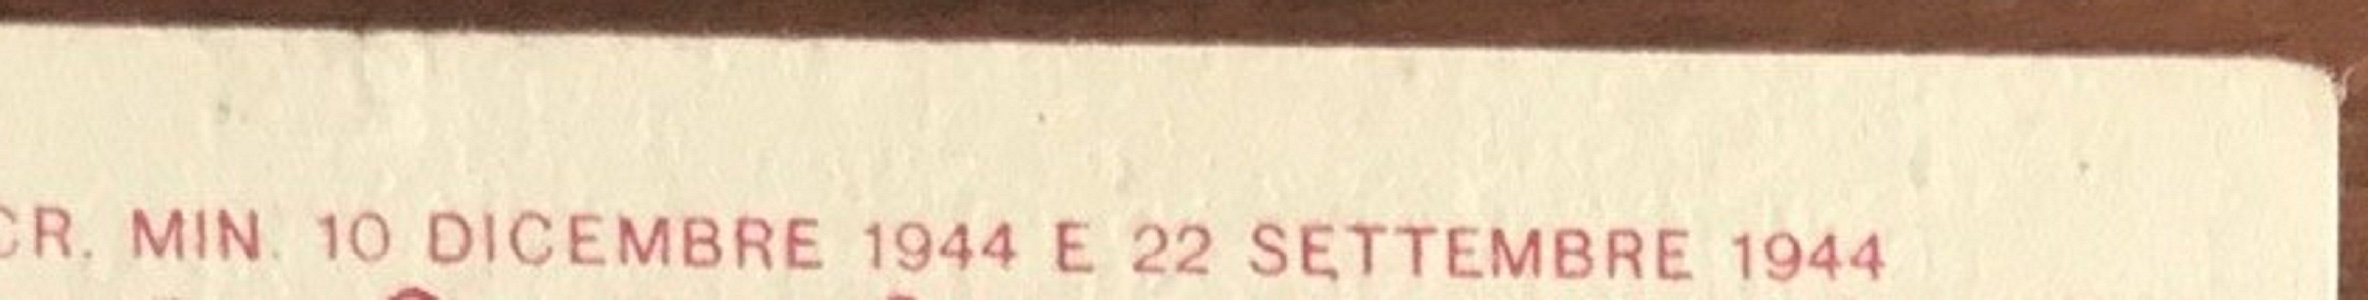 CR. MIN. 10 DICEMBRE 1944 E 22 SETTEMBRE 1944